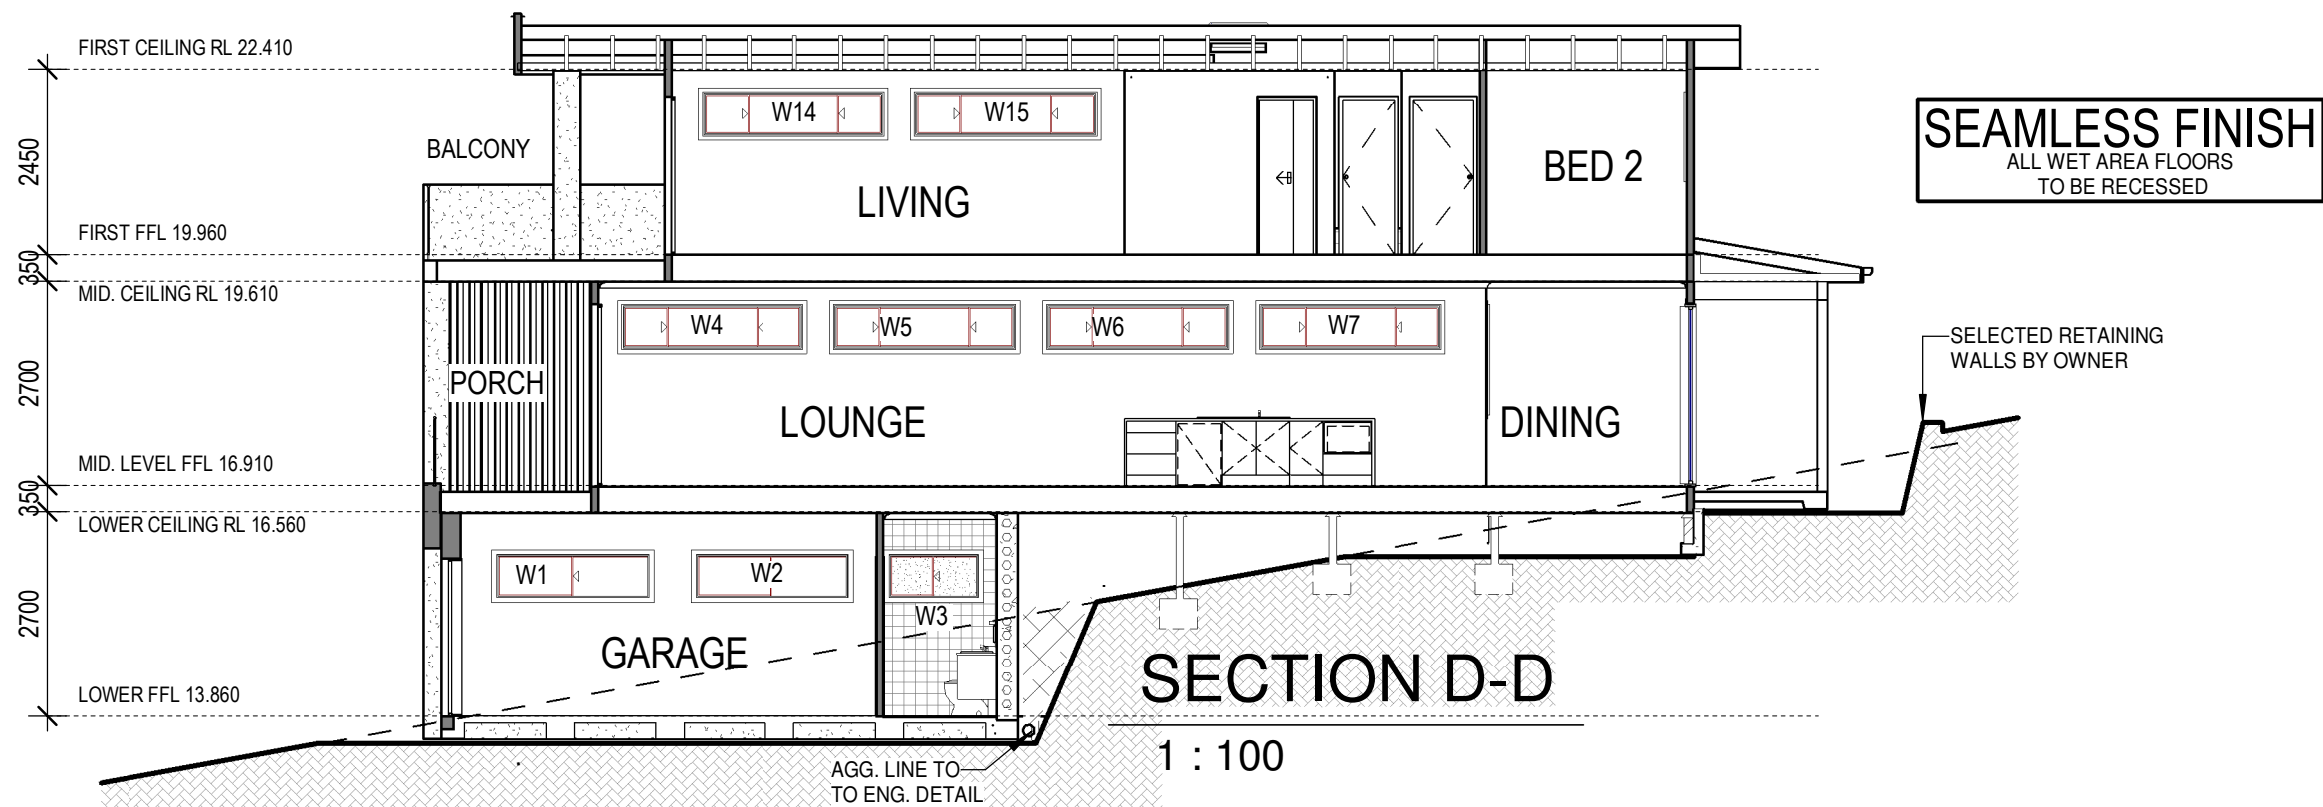 FIRST CEILING RL 22.410
2450
BALCONY
W14
W15
LIVING
BED 2
SEAMLESS FINISH
ALL WET AREA FLOORS
TO BE RECESSED
FIRST FFL 19.960
350
MID. CEILING RL 19.610
W4
W5
W6
W7
SELECTED RETAINING
WALLS BY OWNER
2700
PORCH
LOUNGE
DINING
MID. LEVEL FFL 16.910
350
LOWER CEILING RL 16.560
W1
W2
W3
2700
GARAGE
LOWER FFL 13.860
SECTION D-D
1 : 100
AGG. LINE TO
TO ENG. DETAIL